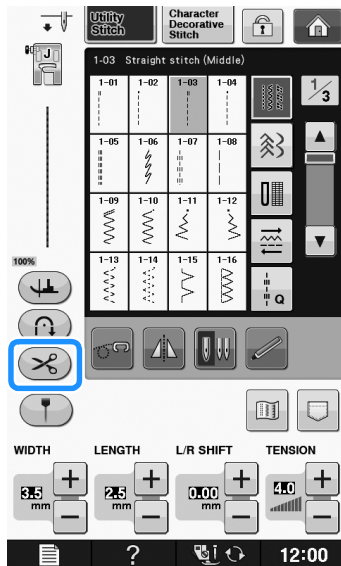 Utility
Stitch
Character
Decorative
Stitch
J
1-03 Straight stitch (Middle)
1-01 1-02 1-03 1-04
1/3
1-05 1-06 1-07 1-08
1-09 1-10 1-11 1-12
1-13 1-14 1-15 1-16
Q
100%
WIDTH LENGTH L/R SHIFT TENSION
3.5 mm + −
2.5 mm + −
0.00 mm + −
4.0 + −
? 12:00